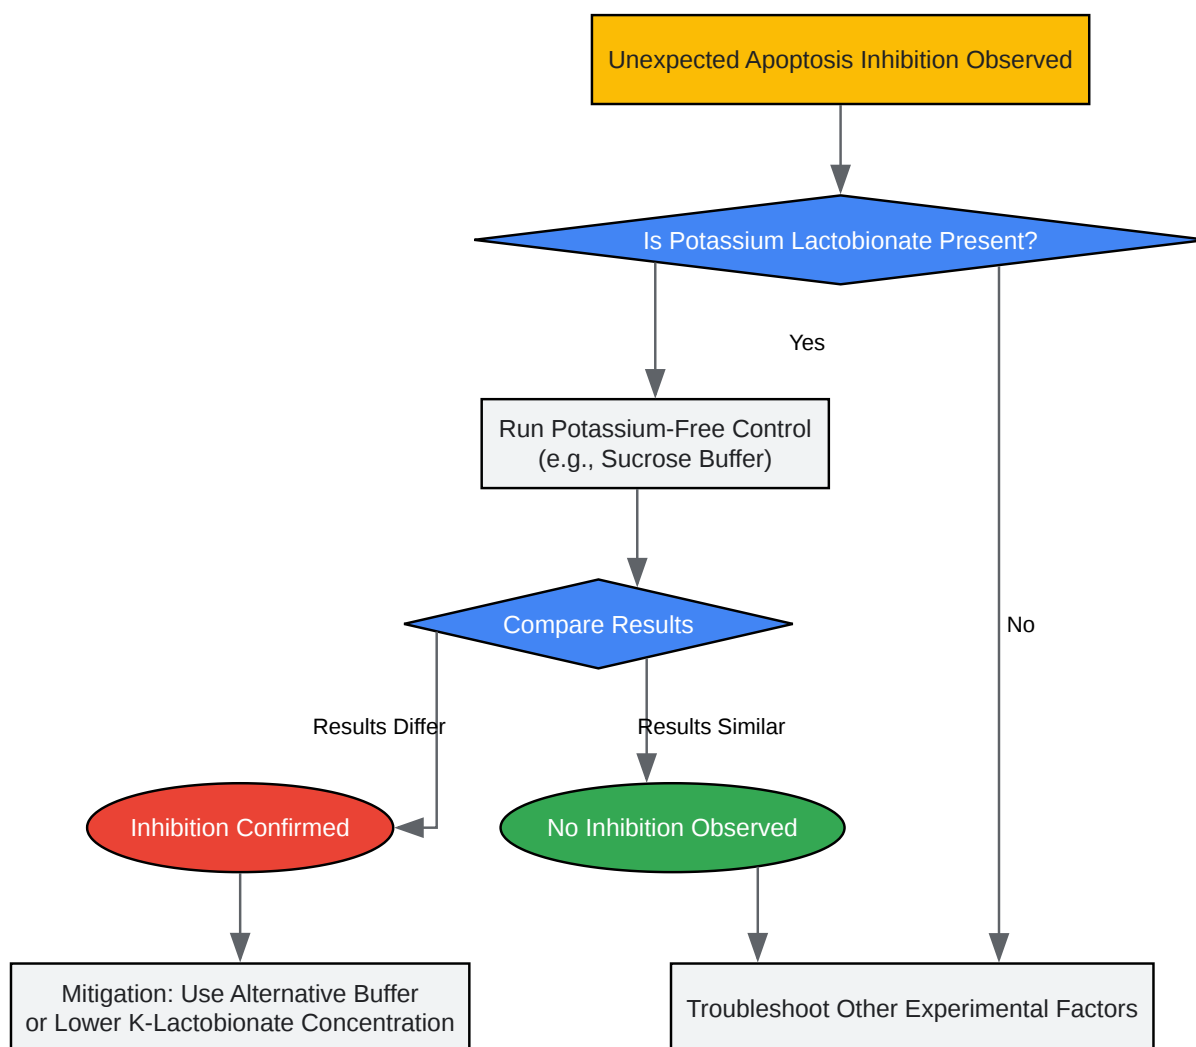 Unexpected Apoptosis Inhibition Observed
Is Potassium Lactobionate Present?
Yes
Run Potassium-Free Control
(e.g., Sucrose Buffer)
Compare Results
No
Results Differ
Results Similar
Inhibition Confirmed
No Inhibition Observed
Mitigation: Use Alternative Buffer
or Lower K-Lactobionate Concentration
Troubleshoot Other Experimental Factors